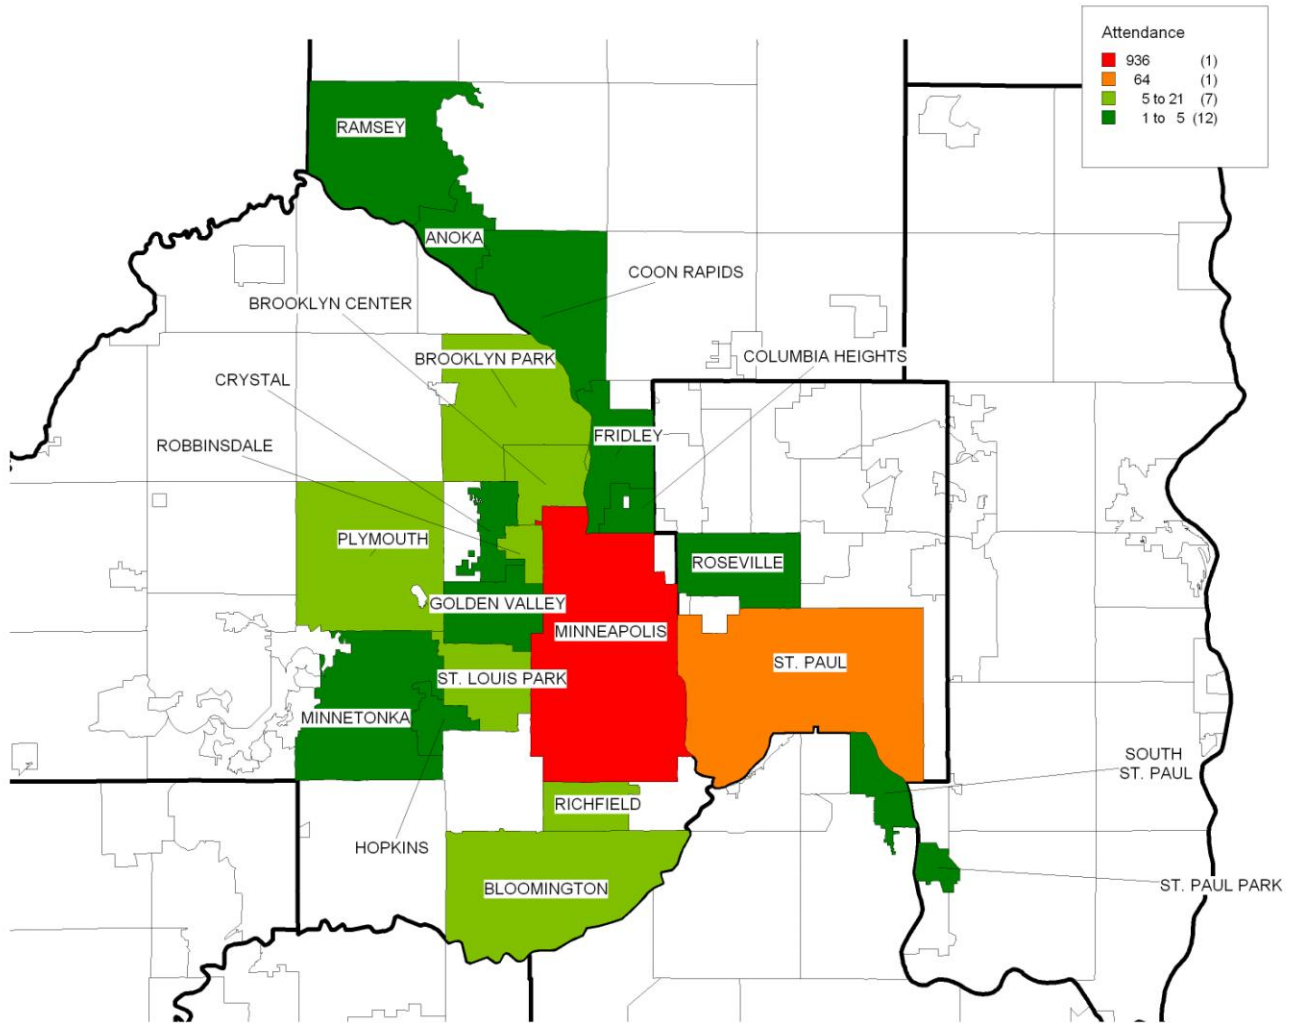 Attendance
936 (1)
64 (1)
5 to 21 (7)
1 to 5 (12)
RAMSEY
ANOKA
COON RAPIDS
BROOKLYN CENTER
BROOKLYN PARK
COLUMBIA HEIGHTS
CRYSTAL
FRIDLEY
ROBBINSDALE
PLYMOUTH
ROSEVILLE
GOLDEN VALLEY
MINNEAPOLIS
ST. PAUL
ST. LOUIS PARK
MINNETONKA
SOUTH
ST. PAUL
RICHFIELD
HOPKINS
BLOOMINGTON
ST. PAUL PARK